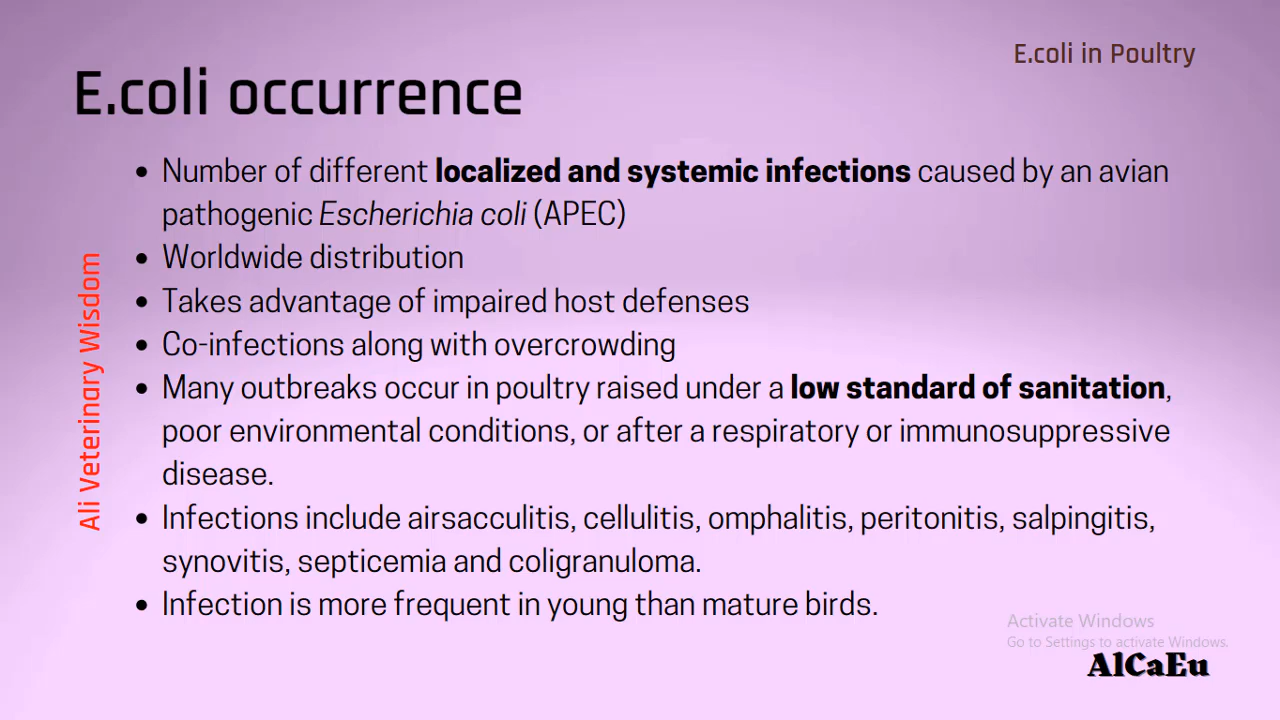 E.coli in Poultry
E.coli occurrence
• Number of different localized and systemic infections caused by an avian
pathogenic Escherichia coli (APEC)
• Worldwide distribution
• Takes advantage of impaired host defenses
• Co-infections along with overcrowding
• Many outbreaks occur in poultry raised under a low standard of sanitation,
poor environmental conditions, or after a respiratory or immunosuppressive
disease.
• Infections include airsacculitis, cellulitis, omphalitis, peritonitis, salpingitis,
synovitis, septicemia and coligranuloma.
• Infection is more frequent in young than mature birds.
Ali Veterinary Wisdom
Activate Windows
Go to Settings to activate Windows.
AlCaEu